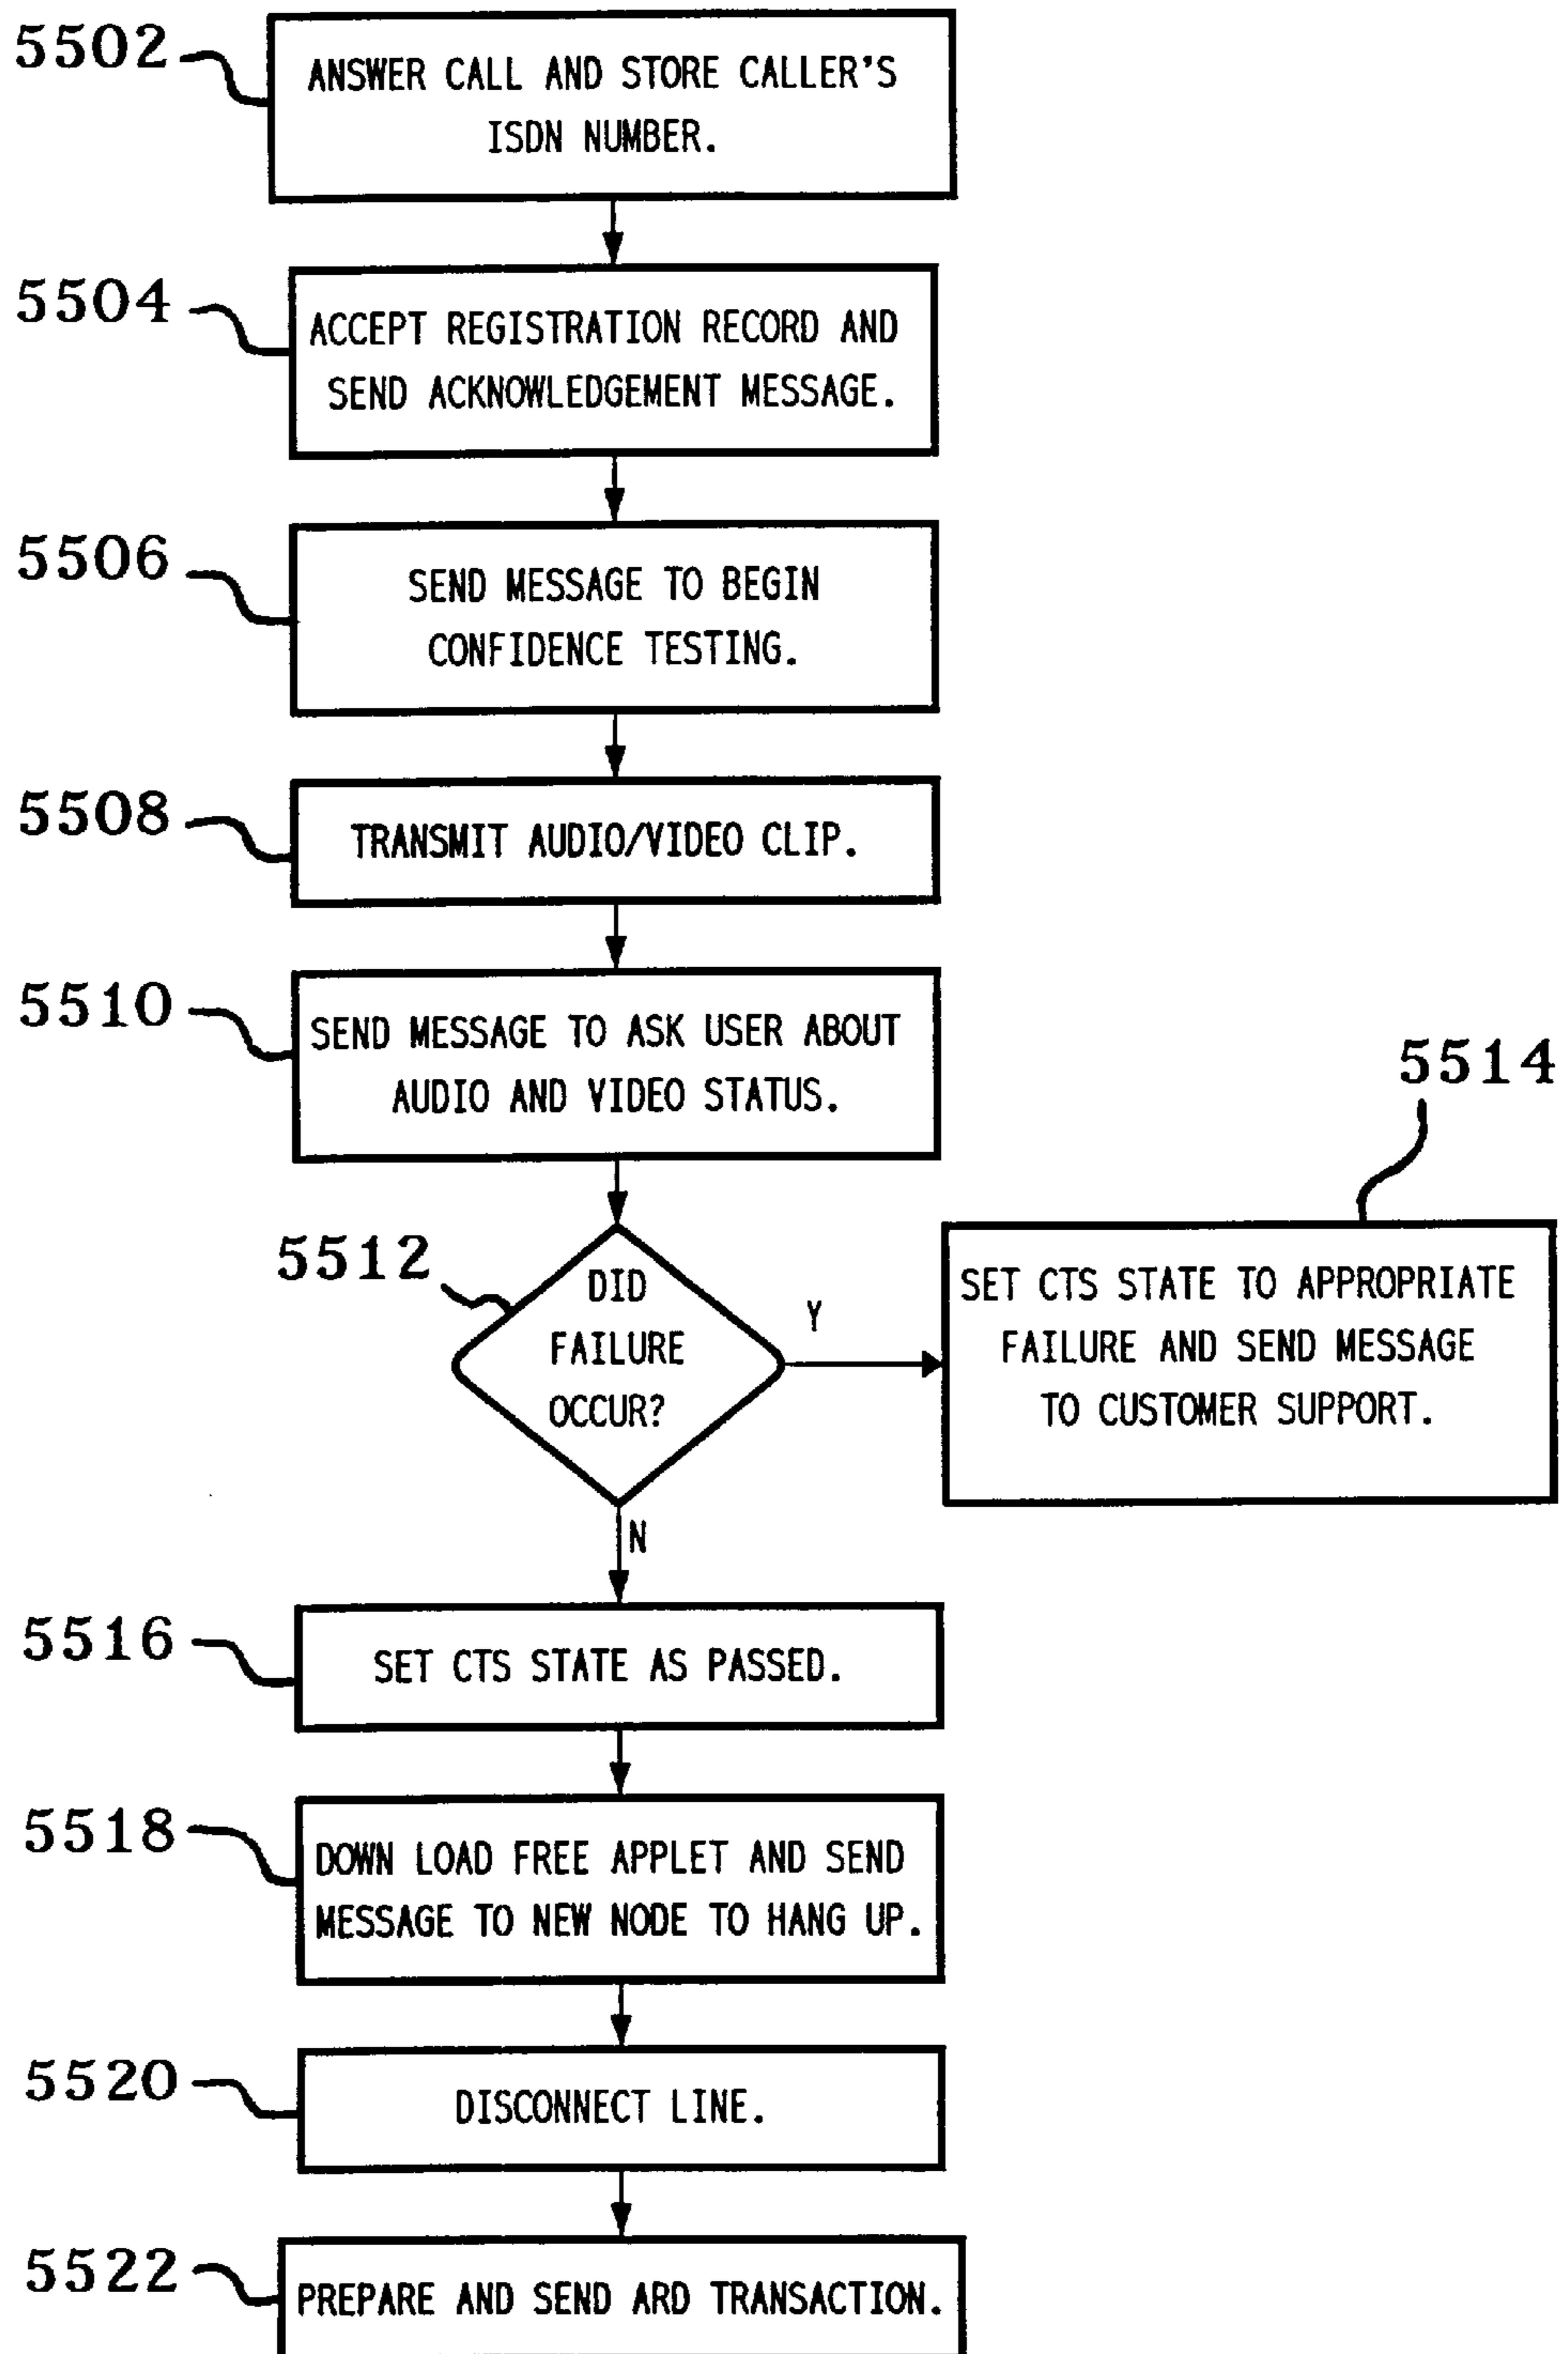 5502
ANSWER CALL AND STORE CALLER'S
ISDN NUMBER.
5504
ACCEPT REGISTRATION RECORD AND
SEND ACKNOWLEDGEMENT MESSAGE.
5506
SEND MESSAGE TO BEGIN
CONFIDENCE TESTING.
5508
TRANSMIT AUDIO/VIDEO CLIP.
5510
SEND MESSAGE TO ASK USER ABOUT
AUDIO AND VIDEO STATUS.
5512
DID
FAILURE
OCCUR?
Y
5514
SET CTS STATE TO APPROPRIATE
FAILURE AND SEND MESSAGE
TO CUSTOMER SUPPORT.
N
5516
SET CTS STATE AS PASSED.
5518
DOWN LOAD FREE APPLET AND SEND
MESSAGE TO NEW NODE TO HANG UP.
5520
DISCONNECT LINE.
5522
PREPARE AND SEND ARD TRANSACTION.